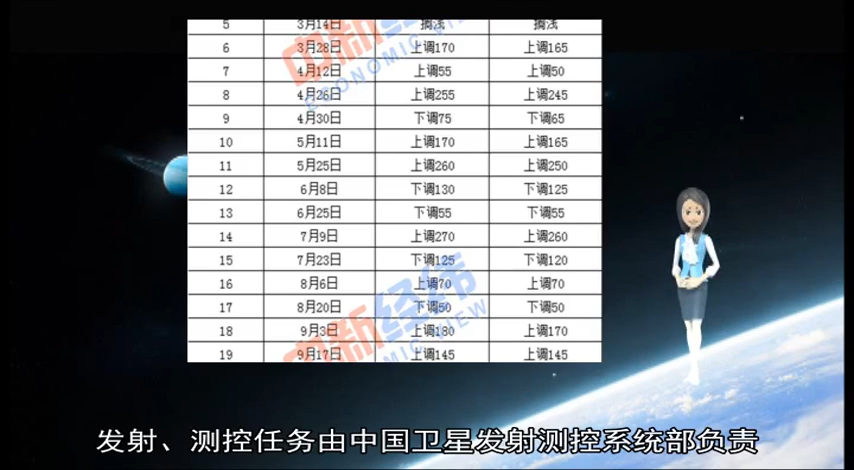 5 3月14日 搁浅 搁浅
6 3月28日 上调170 上调165
7 4月12日 上调55 上调50
8 4月26日 上调255 上调245
9 4月30日 下调75 下调65
10 5月11日 上调170 上调165
11 5月25日 上调260 上调250
12 6月8日 下调130 下调125
13 6月25日 下调55 下调55
14 7月9日 上调270 上调260
15 7月23日 下调125 下调120
16 8月6日 上调70 上调70
17 8月20日 下调50 下调50
18 9月3日 上调180 上调170
19 9月17日 上调145 上调145
中新经纬
ECONOMIC VIEW
发射、测控任务由中国卫星发射测控系统部负责